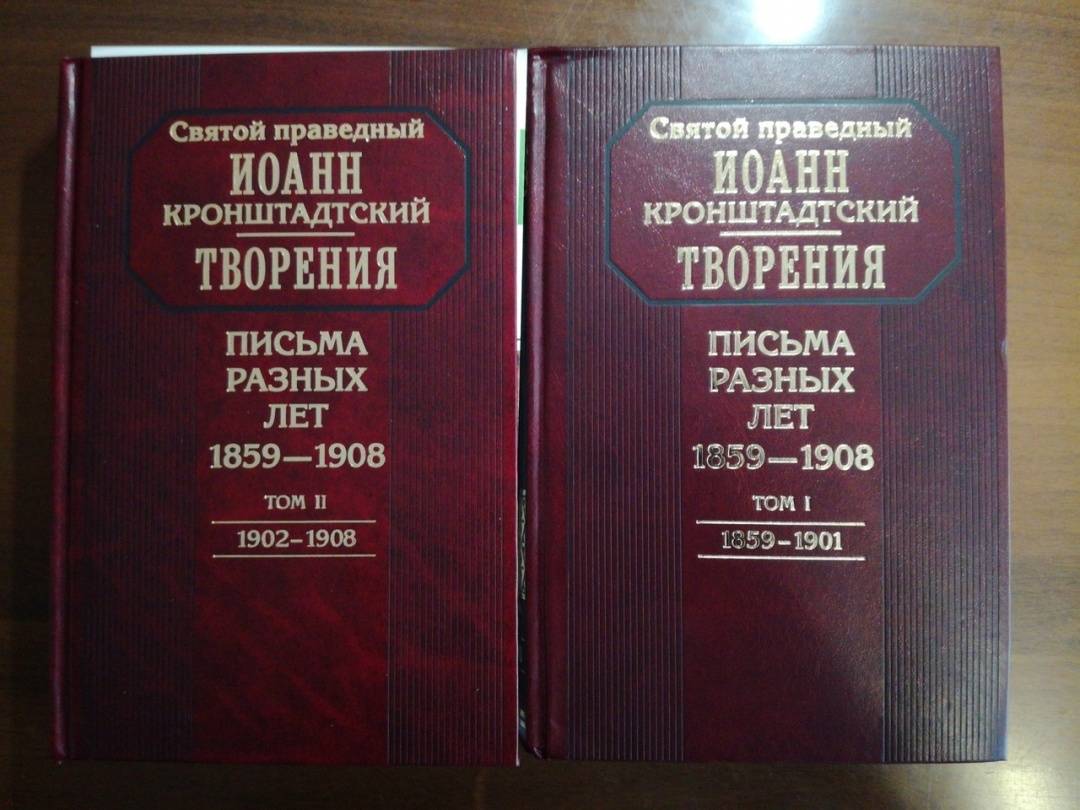 Святой праведный
ИОАНН
КРОНШТАДТСКИЙ
ТВОРЕНИЯ
ПИСЬМА
РАЗНЫХ
ЛЕТ
1859—1908
ТОМ II
1902–1908
Святой праведный
ИОАНН
КРОНШТАДТСКИЙ
ТВОРЕНИЯ
ПИСЬМА
РАЗНЫХ
ЛЕТ
1859—1908
ТОМ I
1859–1901